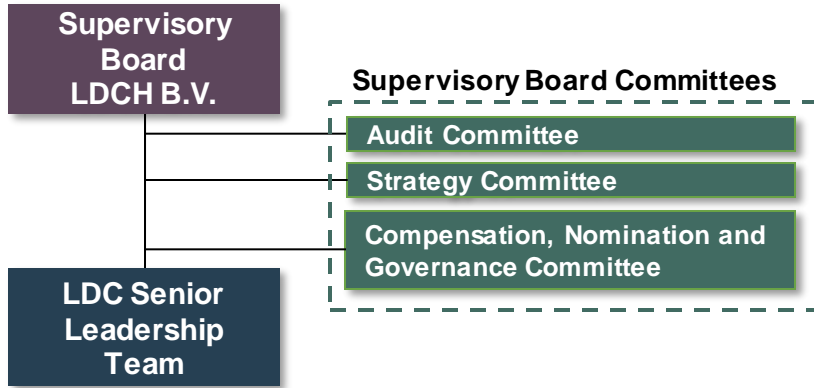 Supervisory
Board
LDCH B.V.
Supervisory Board Committees
Audit Committee
Strategy Committee
Compensation, Nomination and
Governance Committee
LDC Senior
Leadership
Team